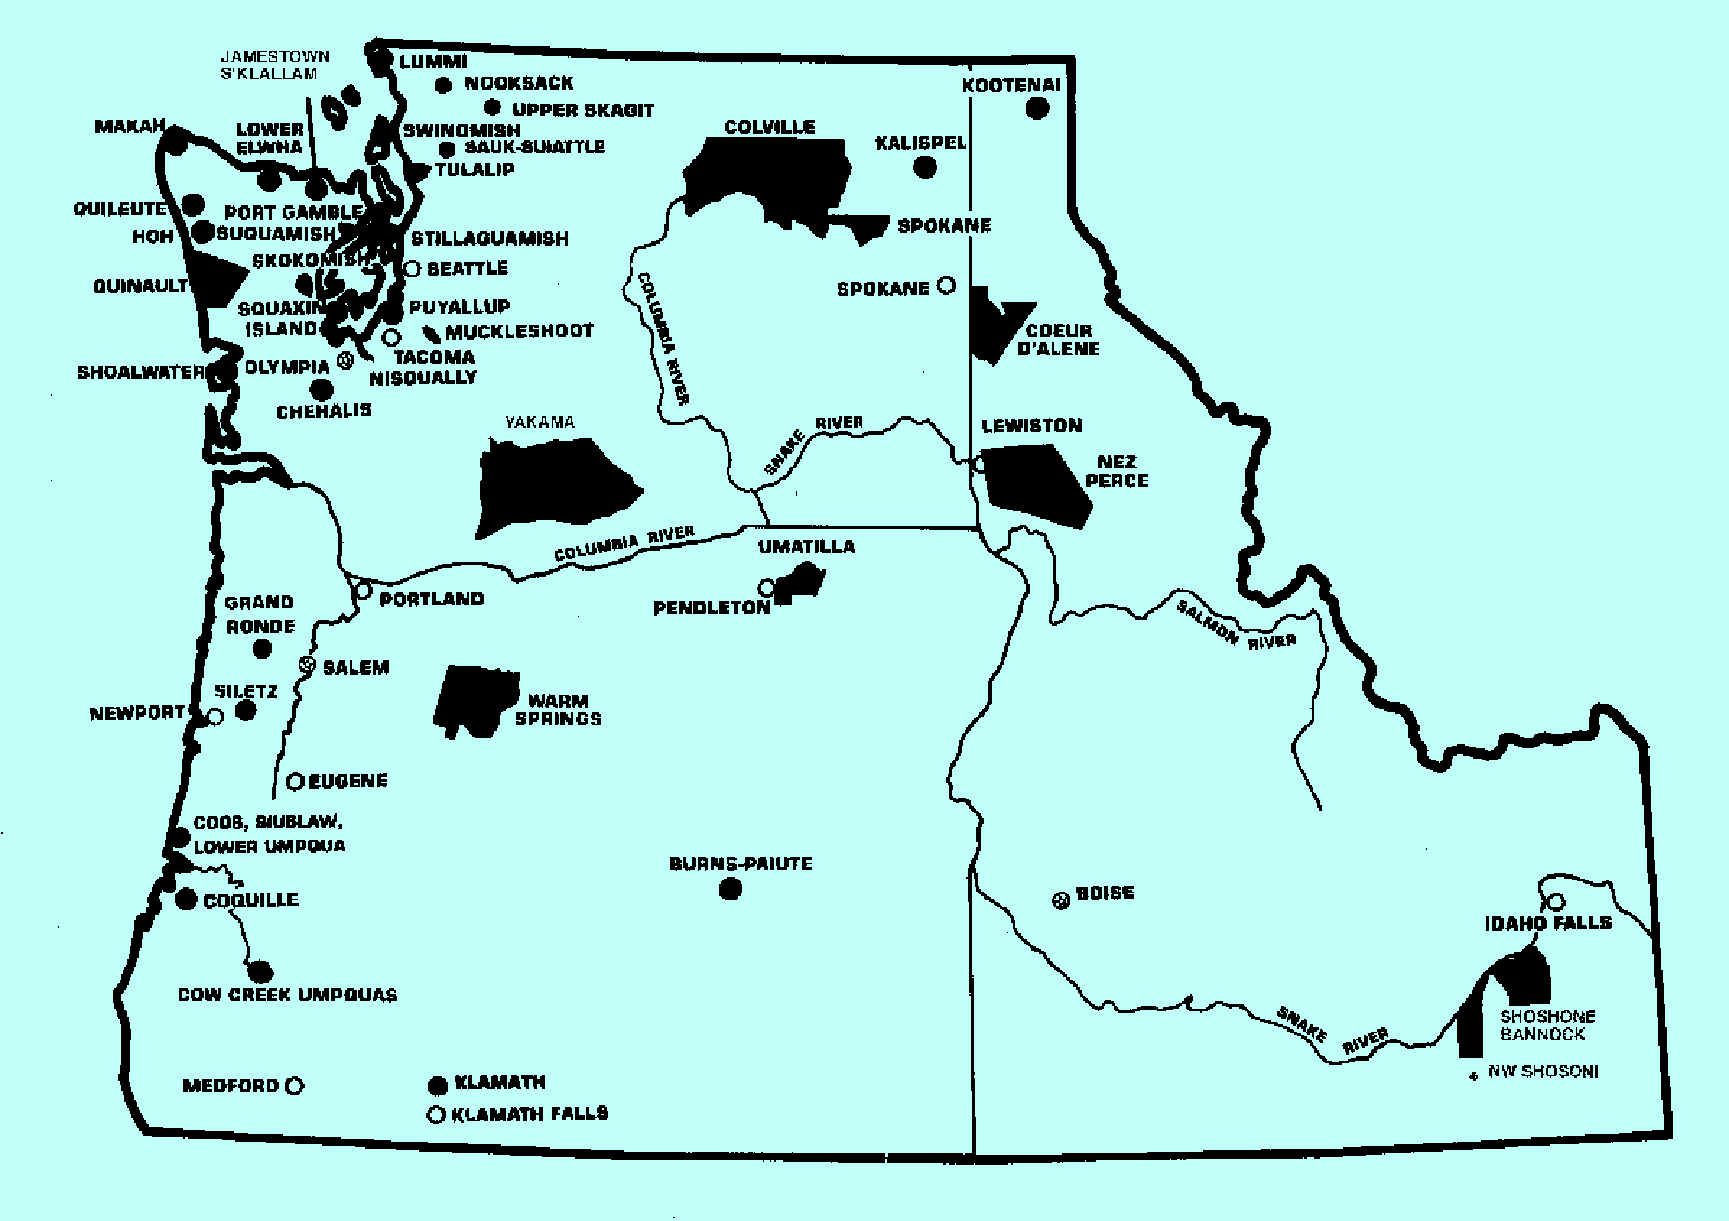 JAMESTOWN
S'KLALLAM
LUMMI
NOOKSACK
UPPER SKAGIT
KOOTENAI
MAKAH
LOWER
ELWHA
SWINOMISH
SAUK-SUIATTLE
TULALIP
COLVILLE
KALISPEL
QUILEUTE
HOH
PORT GAMBLE
SUQUAMISH
STILLAGUAMISH
SPOKANE
SKOKOMISH
SEATTLE
QUINAULT
SPOKANE
SQUAXIN
ISLAND
PUYALLUP
MUCKLESHOOT
COLUMBIA RIVER
COEUR
D'ALENE
SHOALWATER
OLYMPIA
TACOMA
NISQUALLY
CHEHALIS
YAKAMA
SNAKE RIVER
LEWISTON
NEZ
PERCE
COLUMBIA RIVER
UMATILLA
PENDLETON
PORTLAND
GRAND
RONDE
SALMON RIVER
SALEM
SILETZ
NEWPORT
WARM
SPRINGS
EUGENE
COOS, SIUSLAW,
LOWER UMPQUA
BURNS-PAIUTE
BOISE
COQUILLE
IDAHO FALLS
COW CREEK UMPQUAS
SNAKE RIVER
SHOSHONE
BANNOCK
NW SHOSONI
MEDFORD
KLAMATH
KLAMATH FALLS